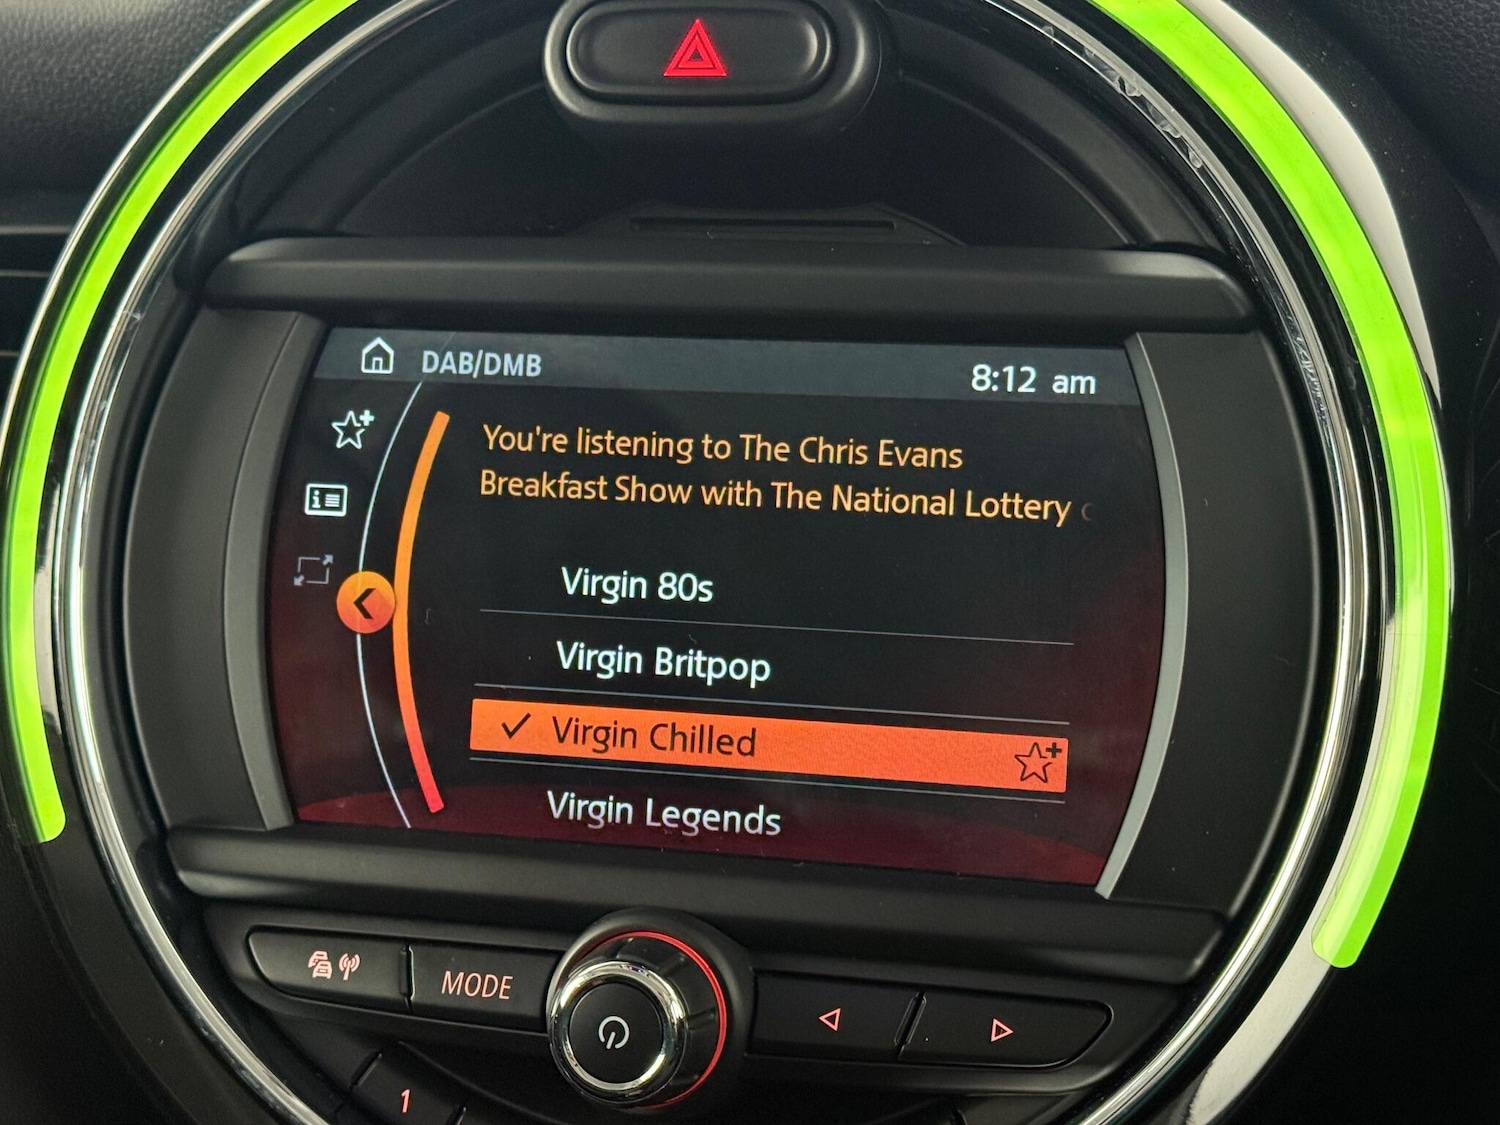 DAB/DMB
8:12 am
You're listening to The Chris Evans
Breakfast Show with The National Lottery
Virgin 80s
Virgin Britpop
Virgin Chilled
Virgin Legends
MODE
1